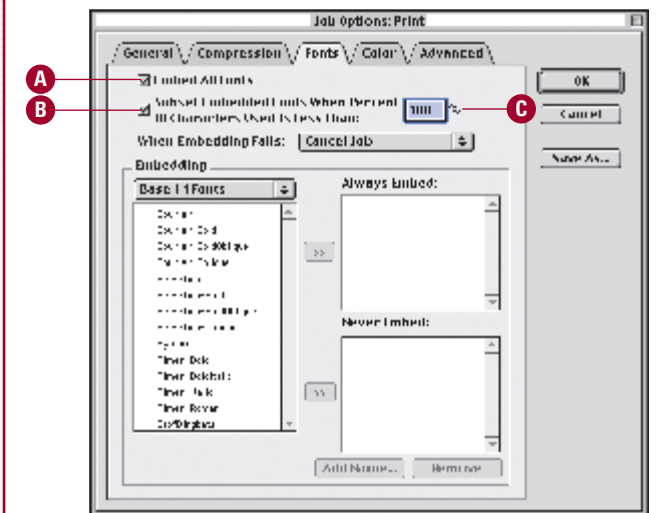 Job Options: Print
General Compression Fonts Color Advanced
A
Embed All Fonts
B
Subset Embedded Fonts When Percent
Of Characters Used Is Less Than: 100 %
C
When Embedding Fails: Cancel Job
Embedding
Base 14 Fonts
Courier
Courier Bold
Courier BoldOblique
Courier Oblique
Symbol
Times Bold
Times BoldItalic
Times Italic
Times Roman
ZapfDingbats
>>
>>
Always Embed:
Never Embed:
Add Name... Remove
OK
Cancel
Save As...